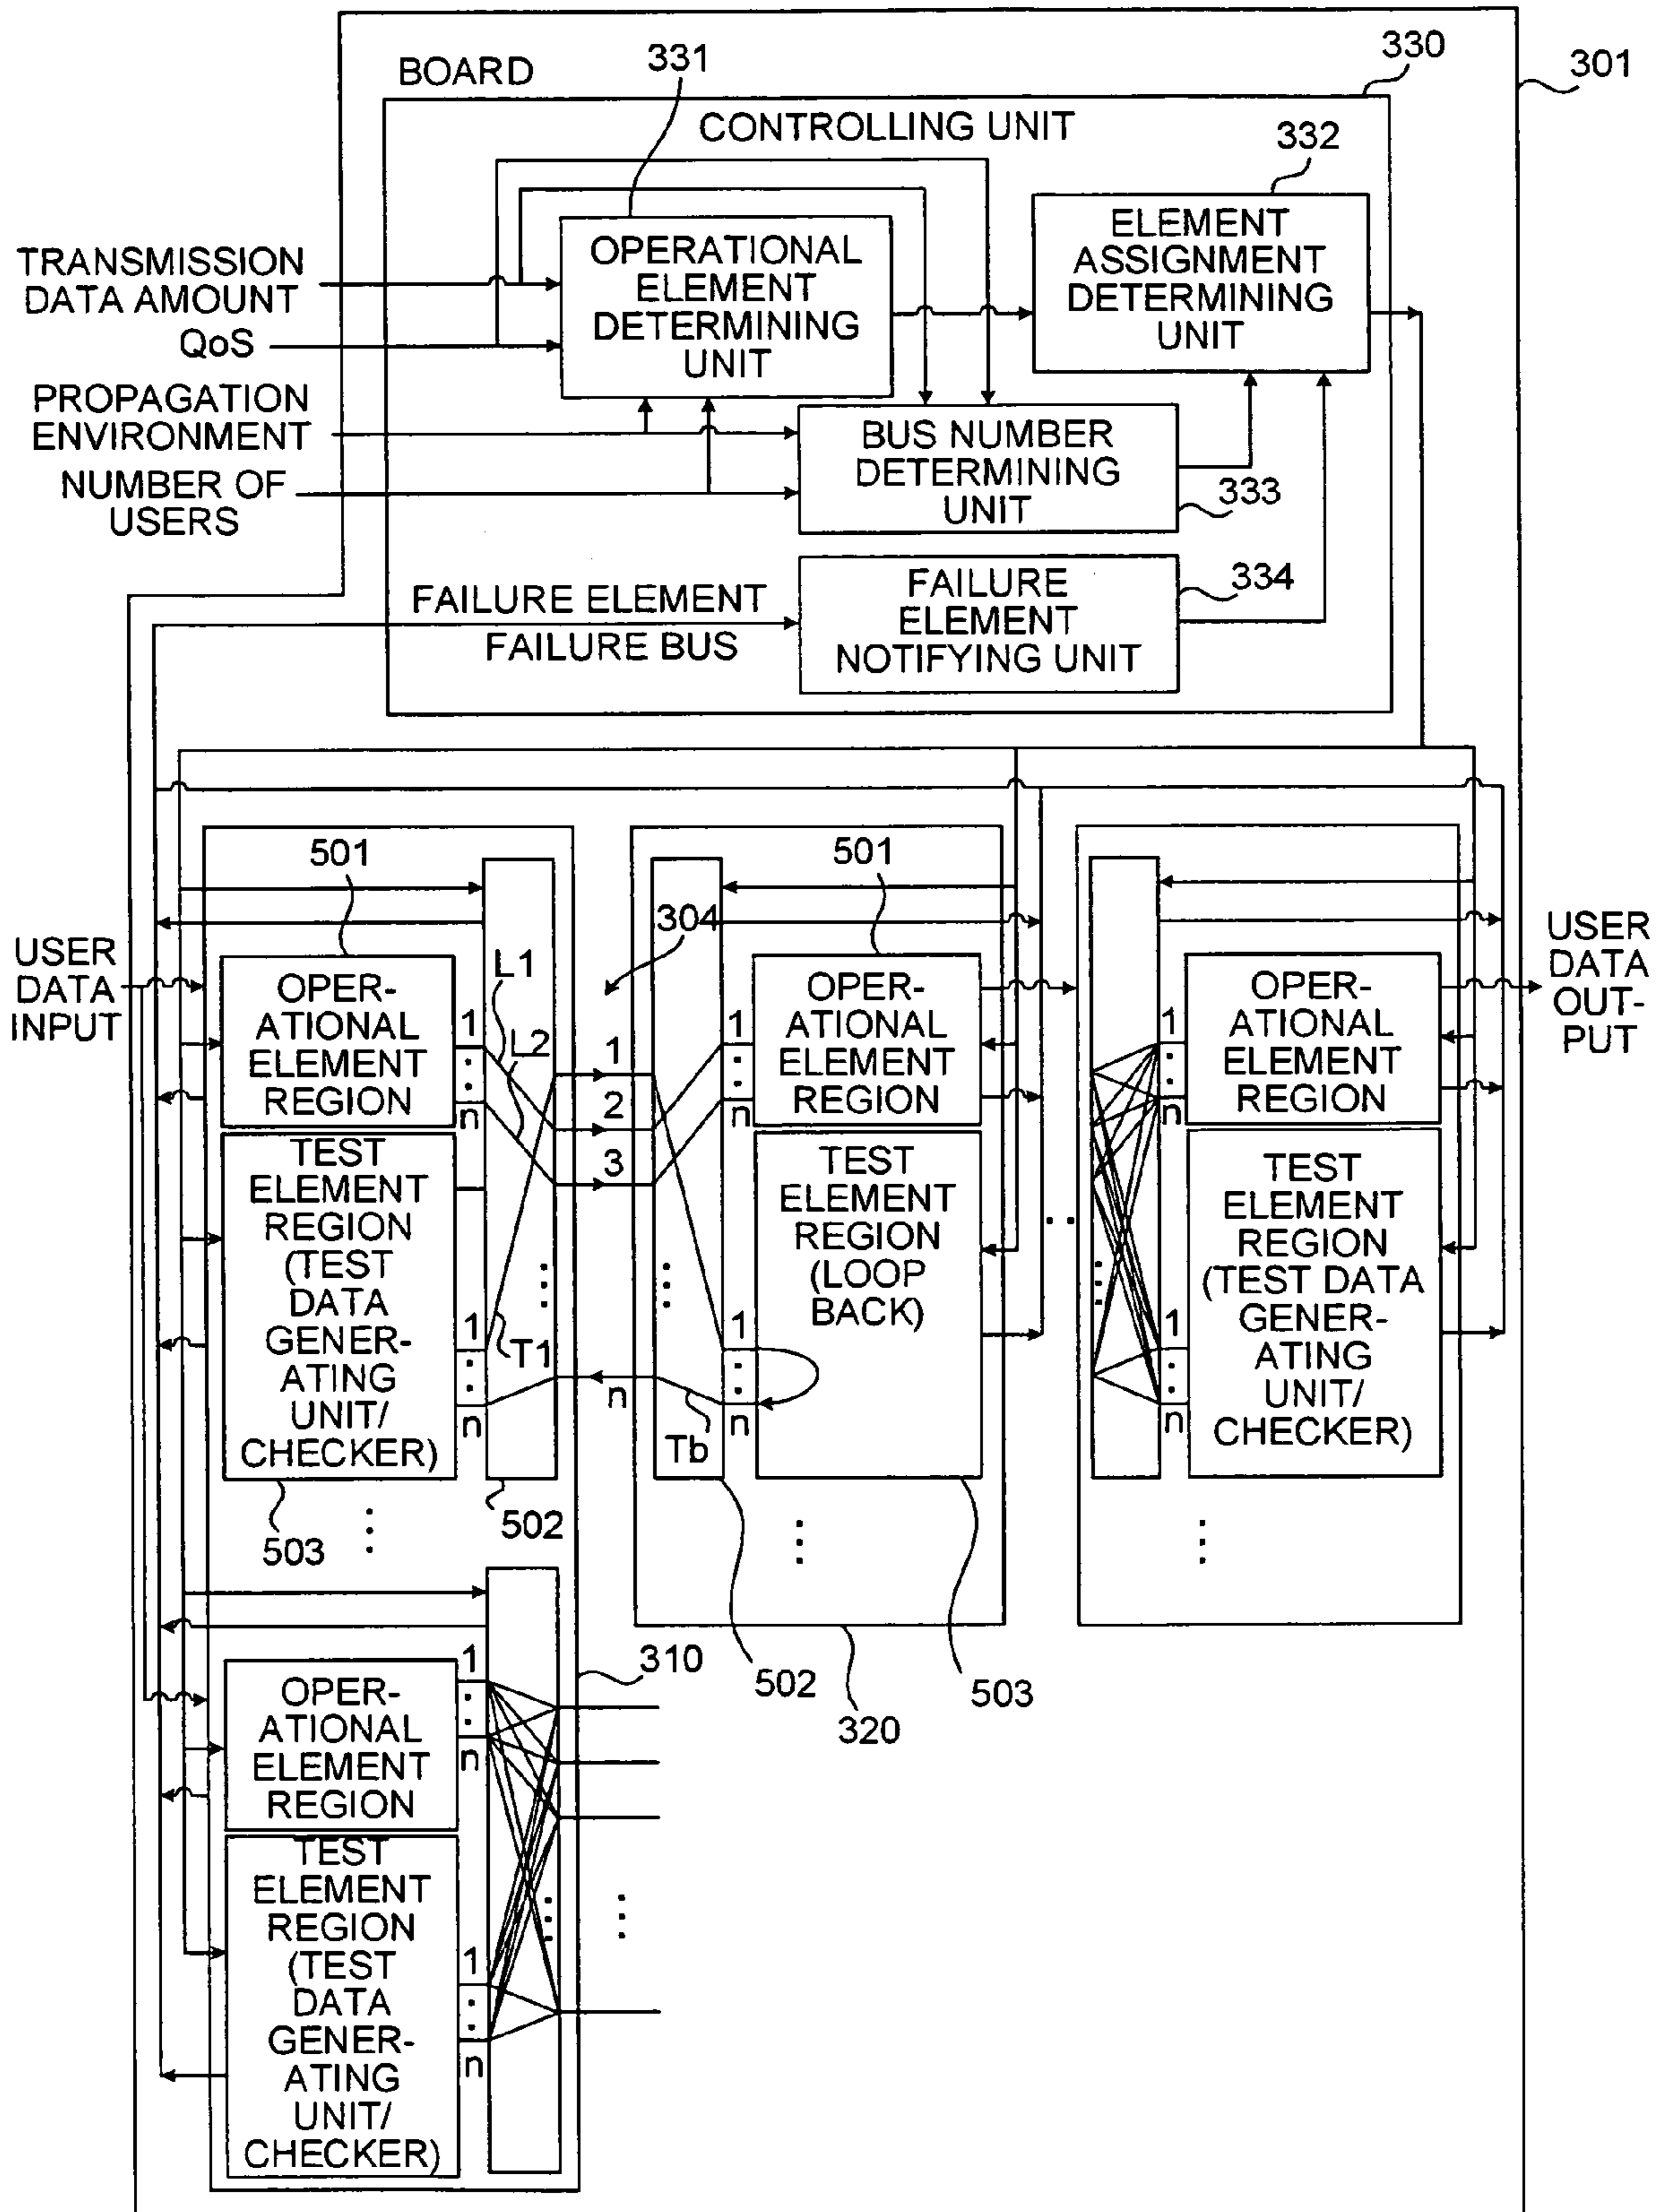 BOARD
331
330
301
CONTROLLING UNIT
332
TRANSMISSION
DATA AMOUNT
QoS
PROPAGATION
ENVIRONMENT
NUMBER OF
USERS
OPERATIONAL
ELEMENT
DETERMINING
UNIT
ELEMENT
ASSIGNMENT
DETERMINING
UNIT
BUS NUMBER
DETERMINING
UNIT
333
FAILURE ELEMENT
FAILURE BUS
FAILURE
ELEMENT
NOTIFYING UNIT
334
501
501
304
USER
DATA
INPUT
OPER-
ATIONAL
ELEMENT
REGION
1
n
L1
L2
1
2
3
1
n
OPER-
ATIONAL
ELEMENT
REGION
1
n
OPER-
ATIONAL
ELEMENT
REGION
USER
DATA
OUT-
PUT
TEST
ELEMENT
REGION
(TEST
DATA
GENER-
ATING
UNIT/
CHECKER)
1
n
T1
n
Tb
1
n
TEST
ELEMENT
REGION
(LOOP
BACK)
1
n
TEST
ELEMENT
REGION
(TEST DATA
GENER-
ATING
UNIT/
CHECKER)
503
502
310
502
320
503
OPER-
ATIONAL
ELEMENT
REGION
1
n
TEST
ELEMENT
REGION
(TEST
DATA
GENER-
ATING
UNIT/
CHECKER)
1
n